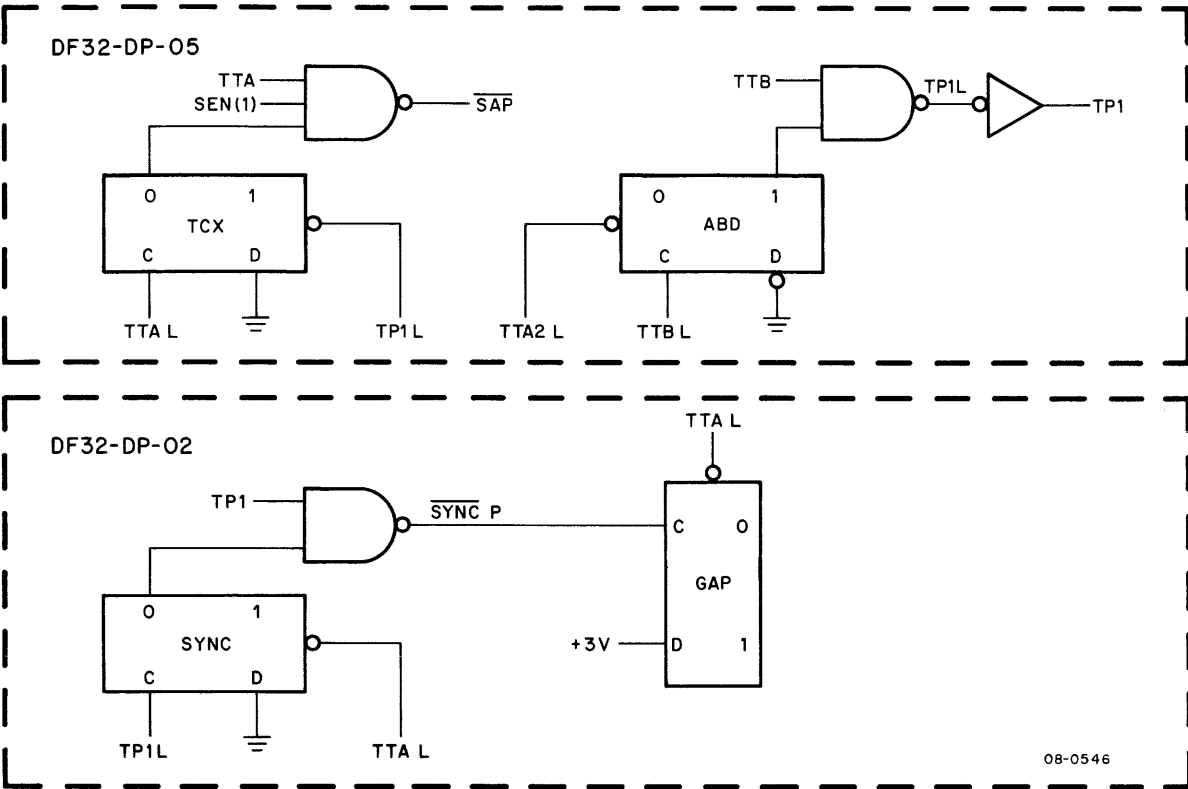 DF32-DP-05
TTA
SEN(1)
SAP
TTB
TP1L
TP1
0 1
TCX
C D
TTA L
TP1 L
0 1
ABD
C D
TTA2 L
TTB L
DF32-DP-02
TTA L
TP1
SYNC P
C 0
GAP
+3V
D 1
0 1
SYNC
C D
TP1L
TTA L
08-0546